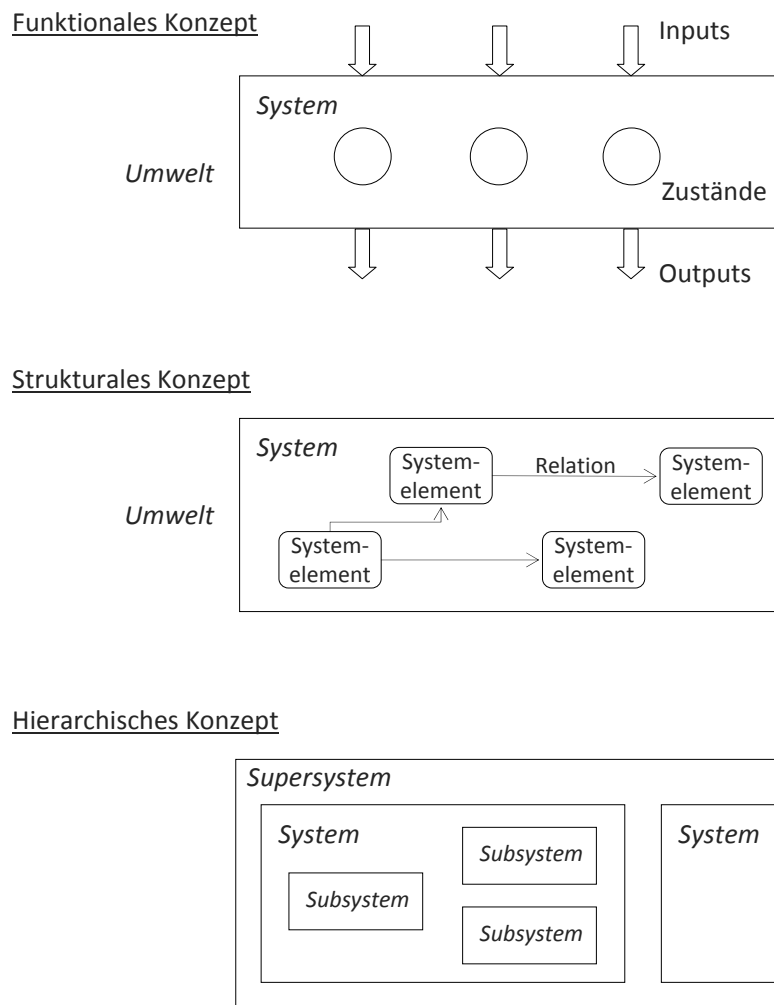 Funktionales Konzept
Inputs
System
Umwelt
Zustände
Outputs
Strukturales Konzept
System
System-
element
Relation
System-
element
Umwelt
System-
element
System-
element
Hierarchisches Konzept
Supersystem
System
Subsystem
Subsystem
Subsystem
System